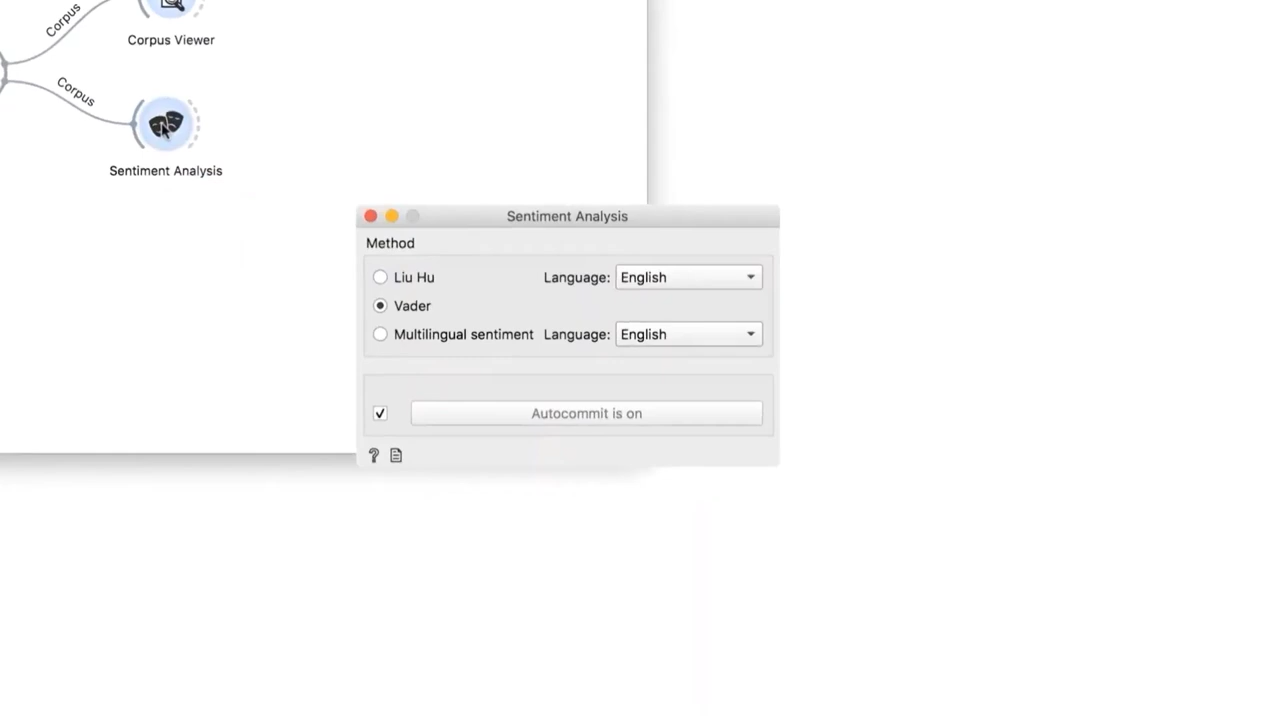 Corpus
Corpus Viewer
Corpus
Sentiment Analysis
Sentiment Analysis
Method
Liu Hu Language: English
Vader
Multilingual sentiment Language: English
Autocommit is on